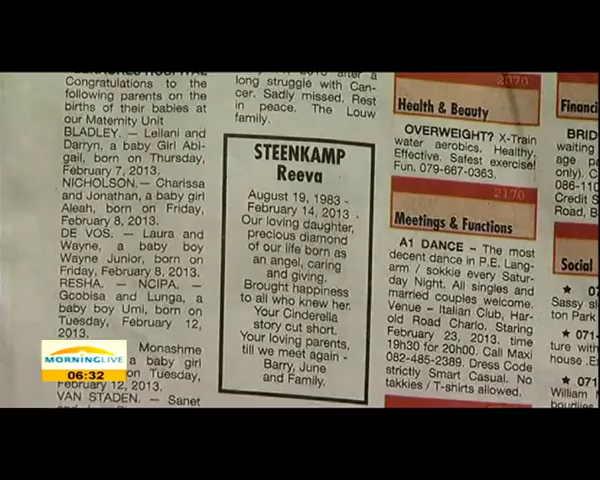 BERACHES HOSPITAL
Congratulations to the
following parents on the
births of their babies at
our Maternity Unit
BLADLEY. – Leilani and
Darryn, a baby Girl Abi-
gail, born on Thursday,
February 7, 2013.
NICHOLSON. – Charissa
and Jonathan, a baby girl
Aleah, born on Friday,
February 8, 2013.
DE VOS. – Laura and
Wayne, a baby boy
Wayne Junior, born on
Friday, February 8, 2013.
RESHA. – NCIPA. –
Gcobisa and Lunga, a
baby boy Umi, born on
Tuesday, February 12,
2013.
Monashme
a baby girl
on Tuesday,
February 12, 2013.
VAN STADEN. – Sanet
after a
long struggle with Can-
cer. Sadly missed. Rest
in peace. The Louw
family.
STEENKAMP
Reeva
August 19, 1983 -
February 14, 2013 -
Our loving daughter,
precious diamond
of our life born as
an angel, caring
and giving.
Brought happiness
to all who knew her.
Your Cinderella
story cut short.
Your loving parents,
till we meet again -
Barry, June
and Family.
2070
Health & Beauty
OVERWEIGHT? X-Train
water aerobics. Healthy.
Effective. Safest exercise!
Fun. 079-667-0363.
2170
Meetings & Functions
A1 DANCE – The most
decent dance in P.E. Lang-
arm / sokkie every Satur-
day Night. All singles and
married couples welcome.
Venue – Italian Club, Har-
old Road Charlo. Staring
February 23, 2013. time
19h30 for 20h00. Call Maxi
082-485-2389. Dress Code
strictly Smart Casual. No
takkies / T-shirts allowed.
Financi
BRID
waiting
age p
only). C
086-110
Credit S
Road, B
Social
★ 07
Sassy s
ton Park
★ 071-
ture with
house .E
★ 071
William
boudjies
MORNINGLIVE
06:32